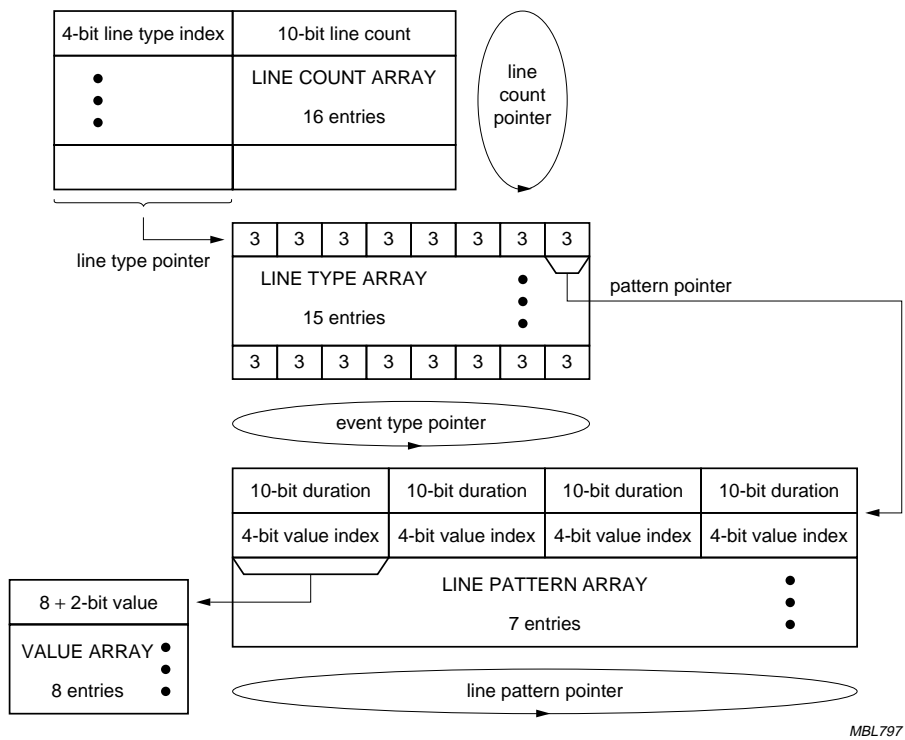 4-bit line type index
10-bit line count
LINE COUNT ARRAY
16 entries
line
count
pointer
line type pointer
3 3 3 3 3 3 3 3
LINE TYPE ARRAY
15 entries
pattern pointer
3 3 3 3 3 3 3 3
event type pointer
10-bit duration 10-bit duration 10-bit duration 10-bit duration
4-bit value index 4-bit value index 4-bit value index 4-bit value index
LINE PATTERN ARRAY
7 entries
8 + 2-bit value
VALUE ARRAY
8 entries
line pattern pointer
MBL797